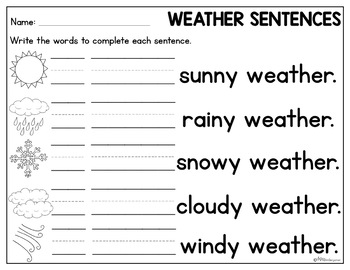 Name: WEATHER SENTENCES
Write the words to complete each sentence.
sunny weather.
rainy weather.
snowy weather.
cloudy weather.
windy weather.